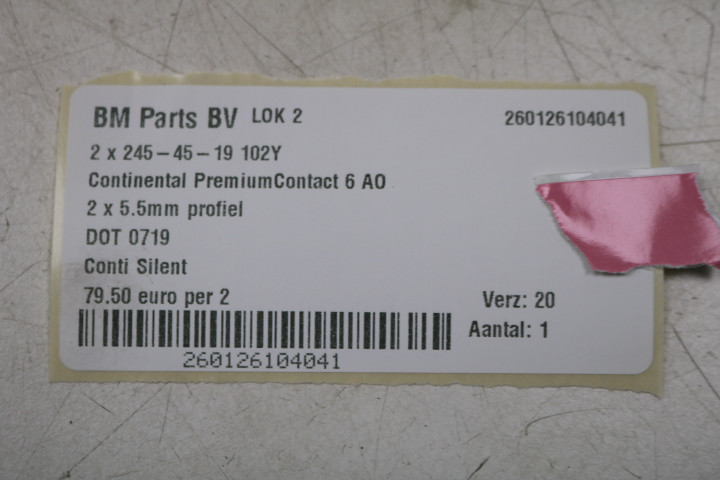 BM Parts BV LOK 2 260126104041
2 x 245-45-19 102Y
Continental PremiumContact 6 AO
2 x 5.5mm profiel
DOT 0719
Conti Silent
79.50 euro per 2 Verz: 20
Aantal: 1
260126104041